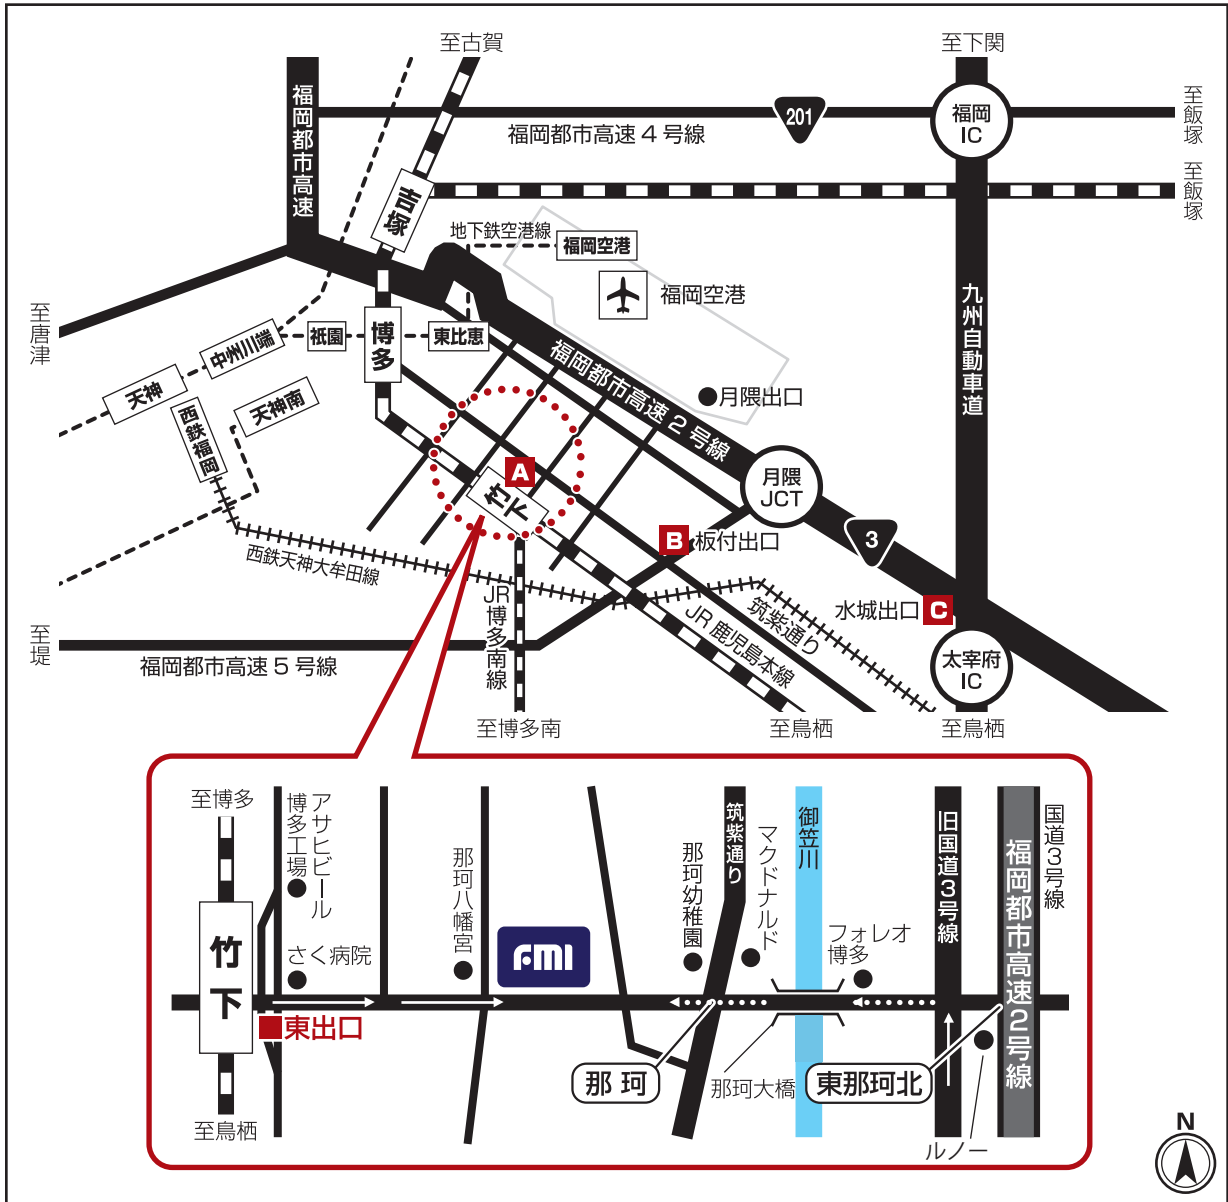 至古賀
至下関
福岡都市高速
201
福岡
IC
至飯塚
福岡都市高速4号線
至飯塚
吉塚
地下鉄空港線
福岡空港
福岡空港
九州自動車道
至唐津
中州川端
祇園
博多
東比恵
福岡都市高速2号線
月隈出口
天神
天神南
西鉄福岡
A
竹下
月隈
JCT
B
板付出口
3
西鉄天神大牟田線
JR博多南線
筑紫通り
JR鹿児島本線
水城出口
C
至堤
福岡都市高速5号線
太宰府
IC
至博多南
至鳥栖
至鳥栖
至博多
アサヒビール
博多工場
那珂八幡宮
那珂幼稚園
筑紫通り
マクドナルド
御笠川
旧国道3号線
福岡都市高速2号線
国道3号線
竹下
さく病院
FMI
フォレオ
博多
東出口
那珂
那珂大橋
東那珂北
至鳥栖
ルノー
N